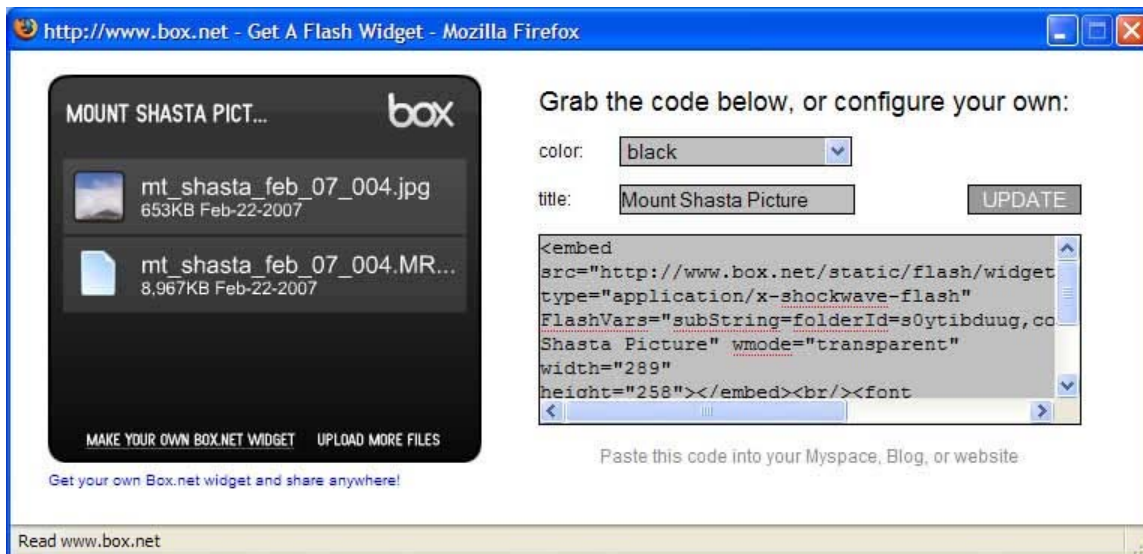 http://www.box.net - Get A Flash Widget - Mozilla Firefox
MOUNT SHASTA PICT...
box
mt_shasta_feb_07_004.jpg
653KB Feb-22-2007
mt_shasta_feb_07_004.MR...
8,967KB Feb-22-2007
MAKE YOUR OWN BOX.NET WIDGET UPLOAD MORE FILES
Get your own Box.net widget and share anywhere!
Grab the code below, or configure your own:
color: black
title: Mount Shasta Picture UPDATE
<embed
src="http://www.box.net/static/flash/widget
type="application/x-shockwave-flash"
FlashVars="subString=folderId=s0ytibduug,co
Shasta Picture" wmode="transparent"
width="289"
height="258"></embed><br/><font
Paste this code into your Myspace, Blog, or website
Read www.box.net